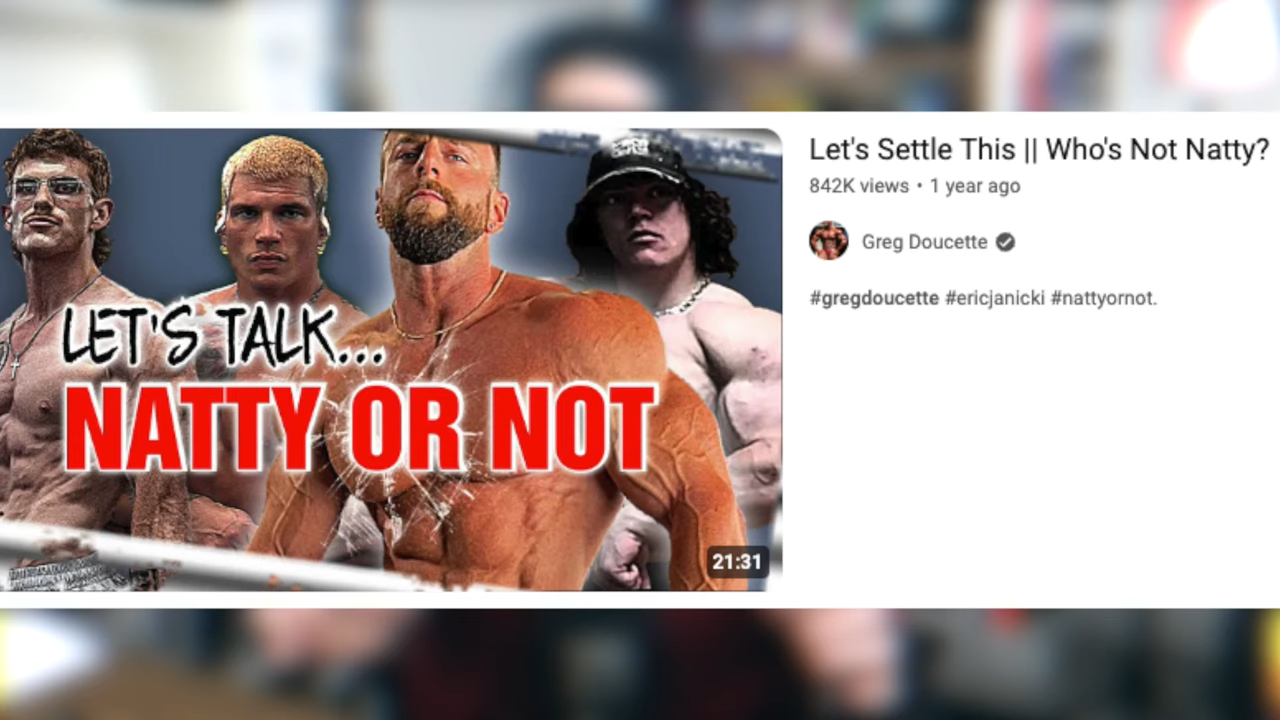 LET'S TALK...
NATTY OR NOT
21:31
Let's Settle This || Who's Not Natty?
842K views • 1 year ago
Greg Doucette
#gregdoucette #ericjanicki #nattyornot.